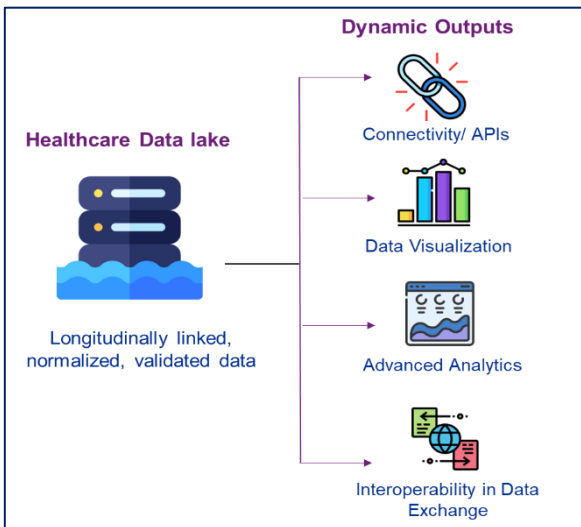 Healthcare Data lake
Longitudinally linked,
normalized, validated data
Dynamic Outputs
Connectivity/ APIs
Data Visualization
Advanced Analytics
Interoperability in Data
Exchange